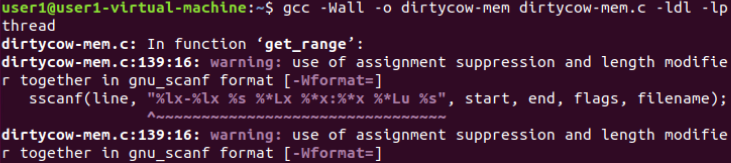 user1@user1-virtual-machine:~$ gcc -Wall -o dirtycow-mem dirtycow-mem.c -ldl -lp
thread
dirtycow-mem.c: In function ‘get_range’:
dirtycow-mem.c:139:16: warning: use of assignment suppression and length modifie
r together in gnu_scanf format [-Wformat=]
sscanf(line, "%lx-%lx %s %*Lx %*x:%*x %*Lu %s", start, end, flags, filename);
^~~~~~~~~~~~~~~~~~~~~~~~~~~~~~~~~
dirtycow-mem.c:139:16: warning: use of assignment suppression and length modifie
r together in gnu_scanf format [-Wformat=]